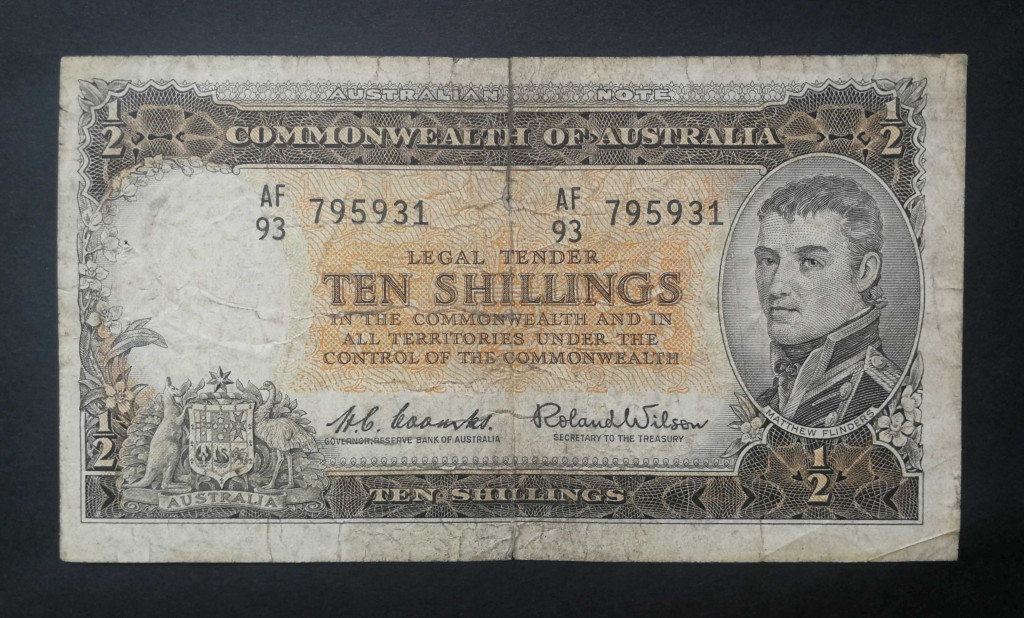 AUSTRALIAN NOTE
1/2 1/2
COMMONWEALTH OF AUSTRALIA
AF 93 795931 AF 93 795931
LEGAL TENDER
TEN SHILLINGS
IN THE COMMONWEALTH AND IN
ALL TERRITORIES UNDER THE
CONTROL OF THE COMMONWEALTH
H.C. Coombs. Roland Wilson
GOVERNOR, RESERVE BANK OF AUSTRALIA SECRETARY TO THE TREASURY
MATTHEW FLINDERS
1/2 1/2
AUSTRALIA
TEN SHILLINGS